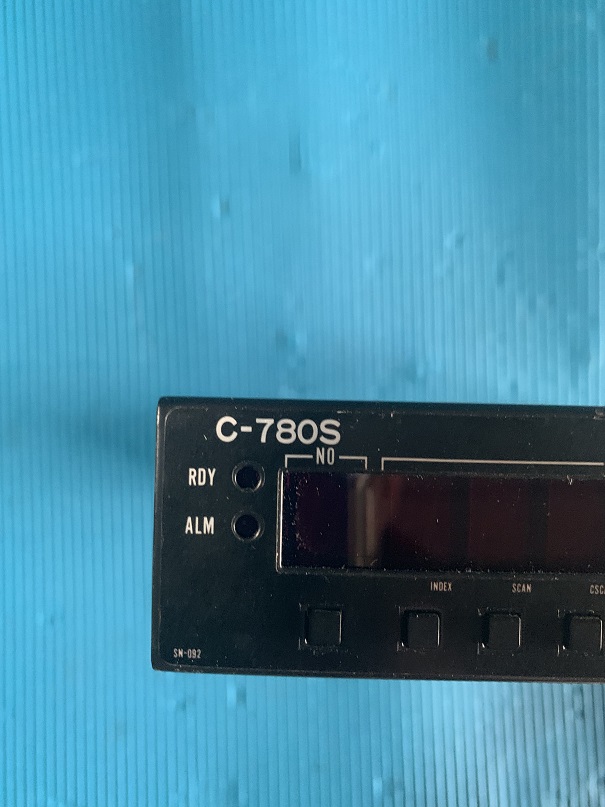 C-780S
NO
RDY
ALM
INDEX SCAN
SN-092